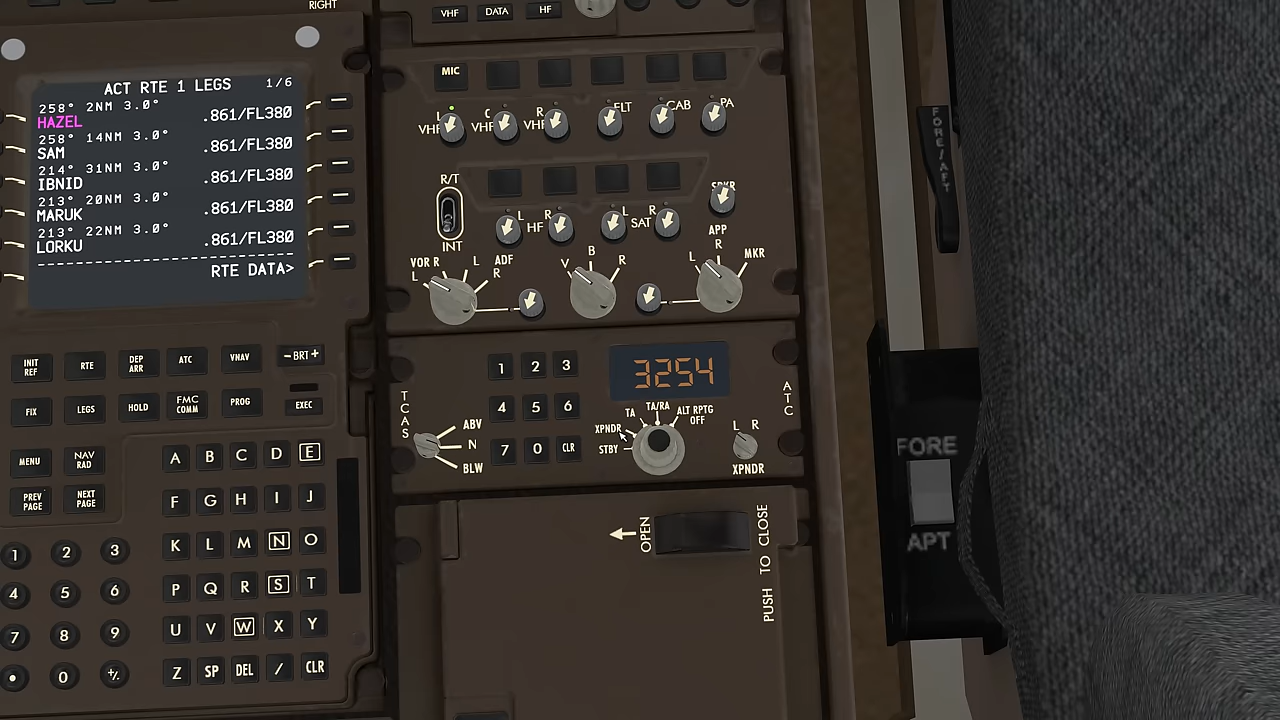 RIGHT
VHF DATA HF
ACT RTE 1 LEGS 1/6
258° 2NM 3.0°
HAZEL .861/FL380
258° 14NM 3.0°
SAM .861/FL380
214° 31NM 3.0°
IBNID .861/FL380
213° 20NM 3.0°
MARUK .861/FL380
213° 22NM 3.0°
LORKU .861/FL380
RTE DATA>
MIC
VHF C VHF R VHF FLT CAB PA
R/T
INT
L HF R L SAT R SPKR
VOR R L ADF
L R
V B R
APP
L R MKR
INIT REF RTE DEP ARR ATC VNAV - BRT +
FIX LEGS HOLD FMC COMM PROG EXEC
MENU NAV RAD
PREV PAGE NEXT PAGE
A B C D E
F G H I J
K L M N O
P Q R S T
U V W X Y
Z SP DEL / CLR
1 2 3
4 5 6
7 8 9
. 0 +/-
TCAS
ABV
N
BLW
1 2 3
4 5 6
7 0 CLR
3254
STBY XPNDR TA TA/RA ALT RPTG OFF
L R
XPNDR
ATC
OPEN
PUSH TO CLOSE
FORE/AFT
FORE
APT